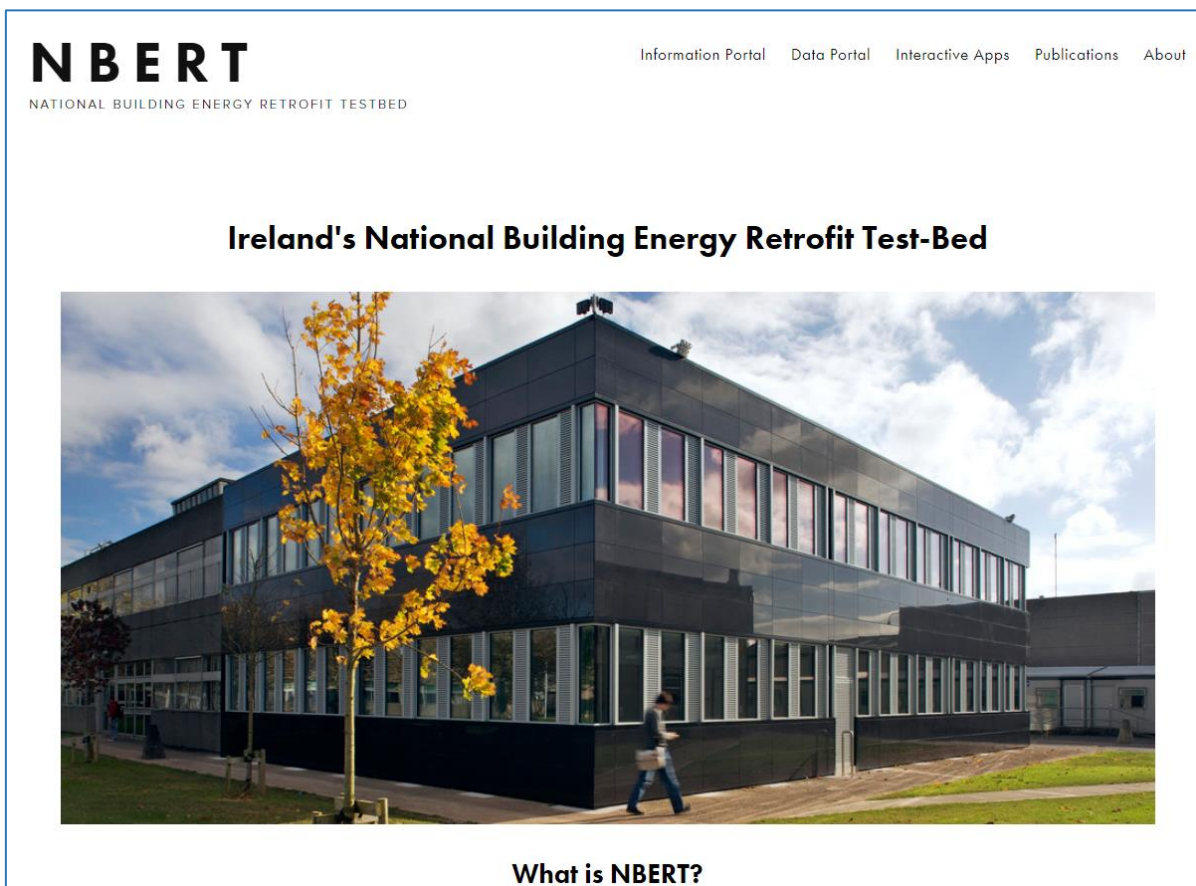 NBERT
NATIONAL BUILDING ENERGY RETROFIT TESTBED
Information Portal Data Portal Interactive Apps Publications About
Ireland's National Building Energy Retrofit Test-Bed
What is NBERT?